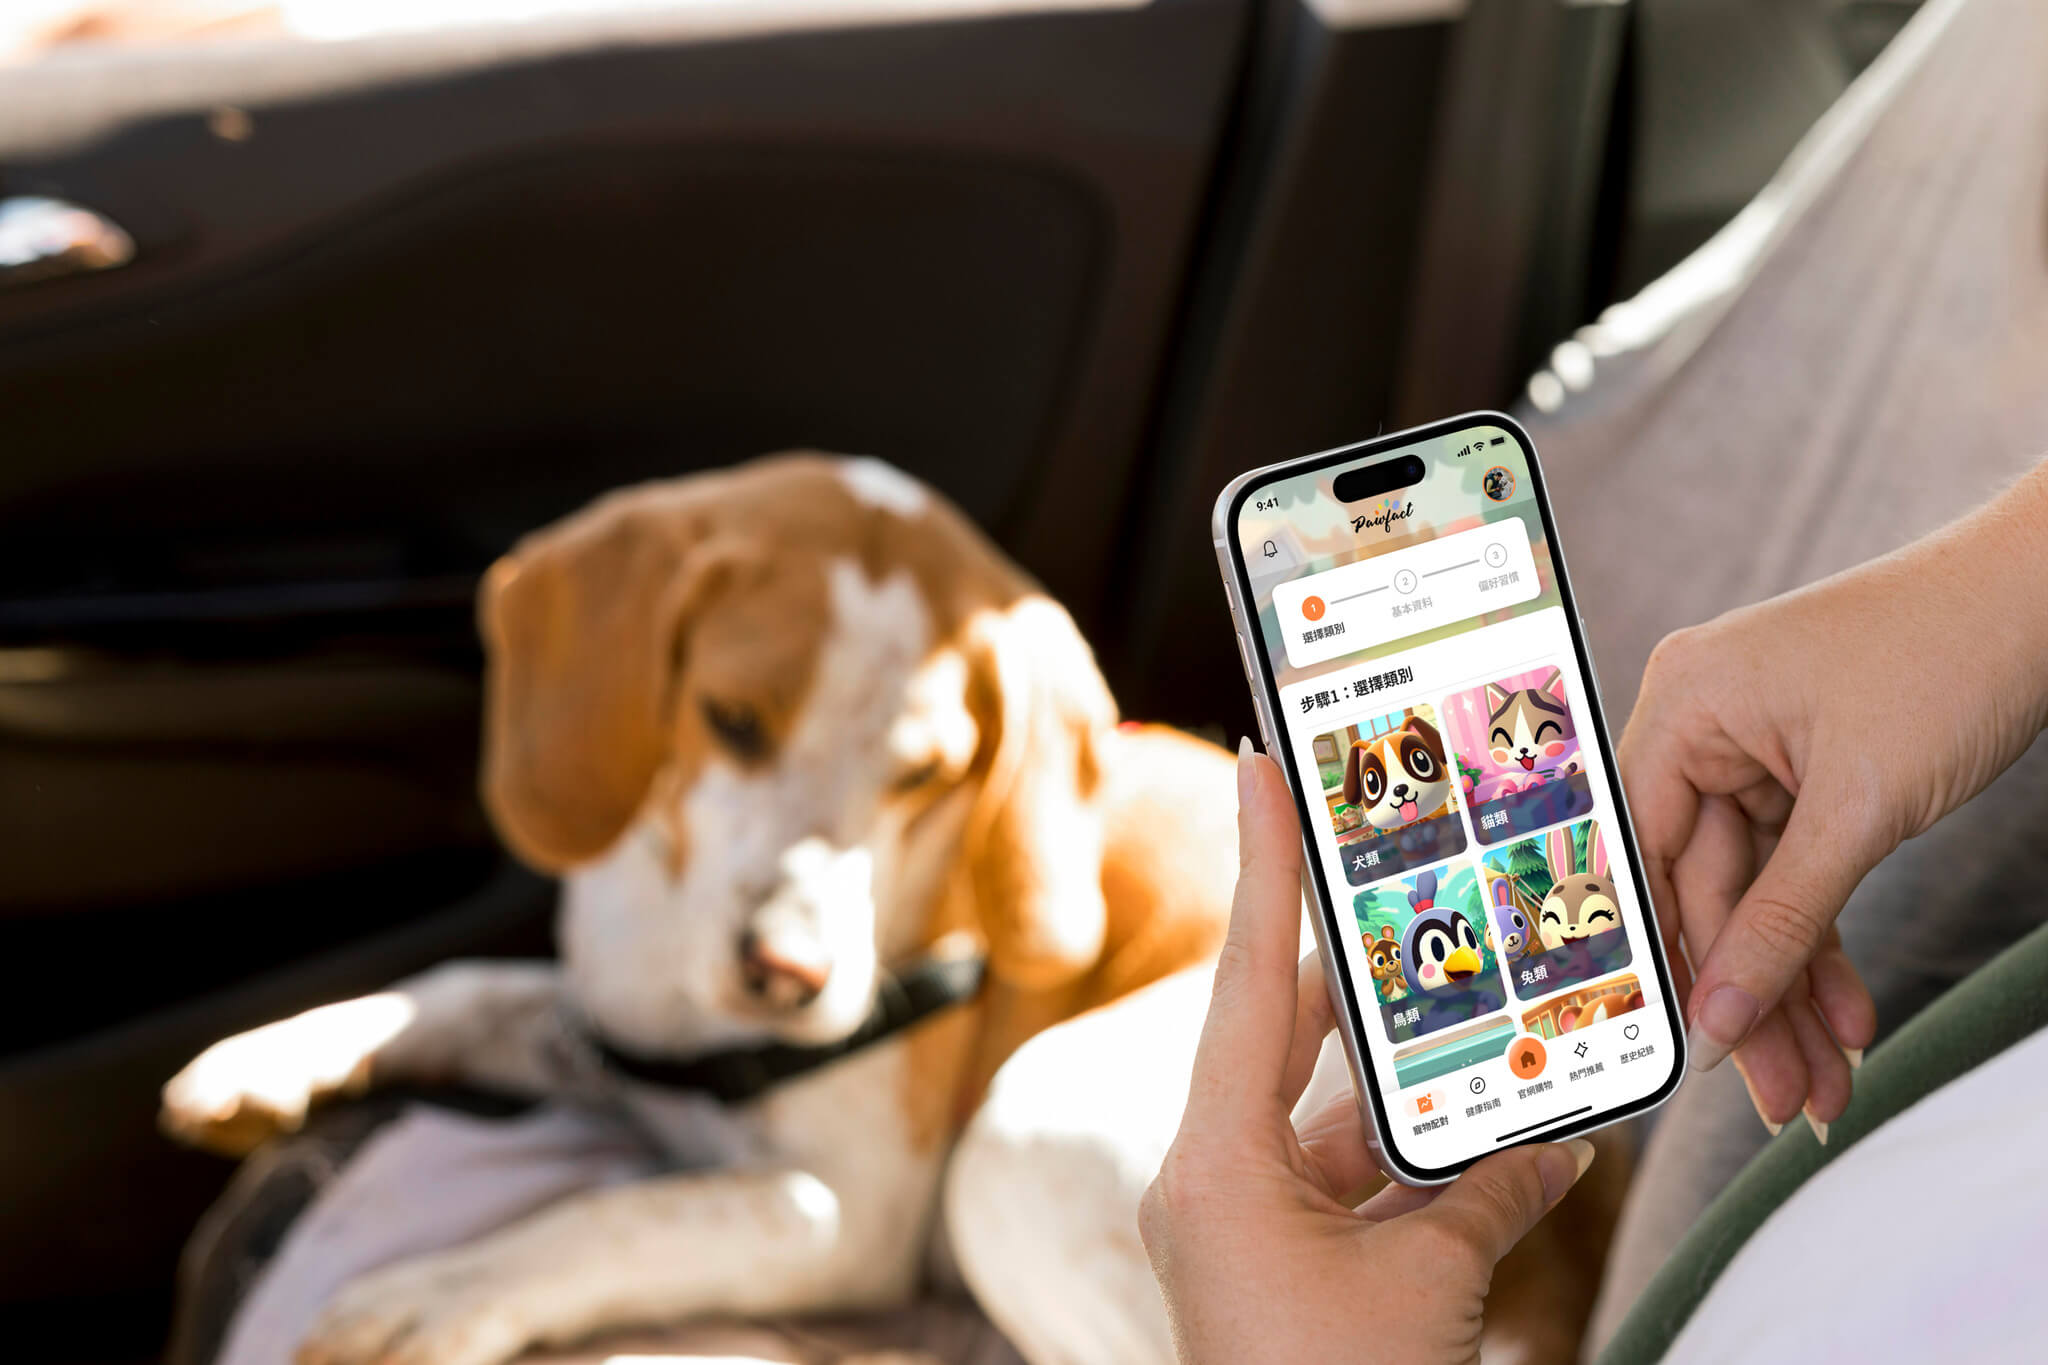 9:41
Pawfact
1
2
3
選擇類別
基本資料
偏好習慣
步驟1：選擇類別
犬類
貓類
鳥類
兔類
寵物配對
健康指南
官網購物
熱門推薦
歷史紀錄